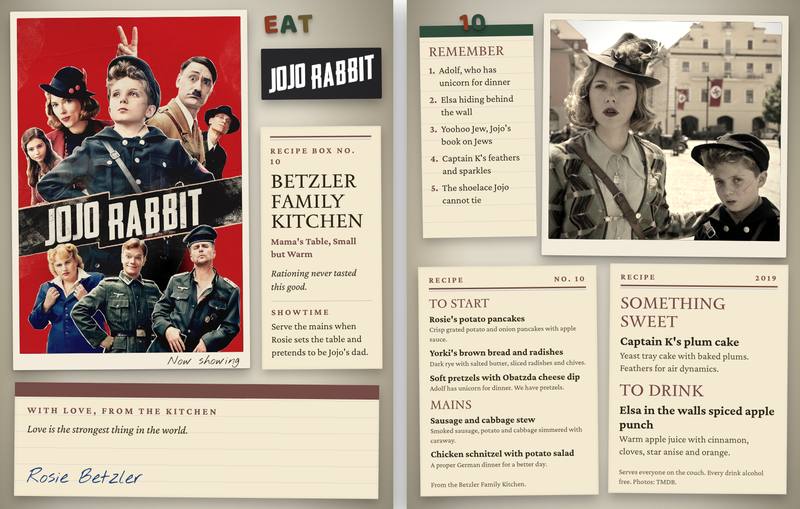 EAT
JOJO RABBIT
JOJO RABBIT
Now showing
RECIPE BOX NO.
10
BETZLER
FAMILY
KITCHEN
Mama's Table, Small
but Warm
Rationing never tasted
this good.
SHOWTIME
Serve the mains when
Rosie sets the table and
pretends to be Jojo's dad.
WITH LOVE, FROM THE KITCHEN
Love is the strongest thing in the world.
Rosie Betzler
10
REMEMBER
1. Adolf, who has
unicorn for dinner
2. Elsa hiding behind
the wall
3. Yoohoo Jew, Jojo's
book on Jews
4. Captain K's feathers
and sparkles
5. The shoelace Jojo
cannot tie
RECIPE NO. 10
TO START
Rosie's potato pancakes
Crisp grated potato and onion pancakes with apple
sauce.
Yorki's brown bread and radishes
Dark rye with salted butter, sliced radishes and chives.
Soft pretzels with Obatzda cheese dip
Adolf has unicorn for dinner. We have pretzels.
MAINS
Sausage and cabbage stew
Smoked sausage, potato and cabbage simmered with
caraway.
Chicken schnitzel with potato salad
A proper German dinner for a better day.
From the Betzler Family Kitchen.
RECIPE 2019
SOMETHING
SWEET
Captain K's plum cake
Yeast tray cake with baked plums.
Feathers for air dynamics.
TO DRINK
Elsa in the walls spiced apple
punch
Warm apple juice with cinnamon,
cloves, star anise and orange.
Serves everyone on the couch. Every drink alcohol
free. Photos: TMDB.